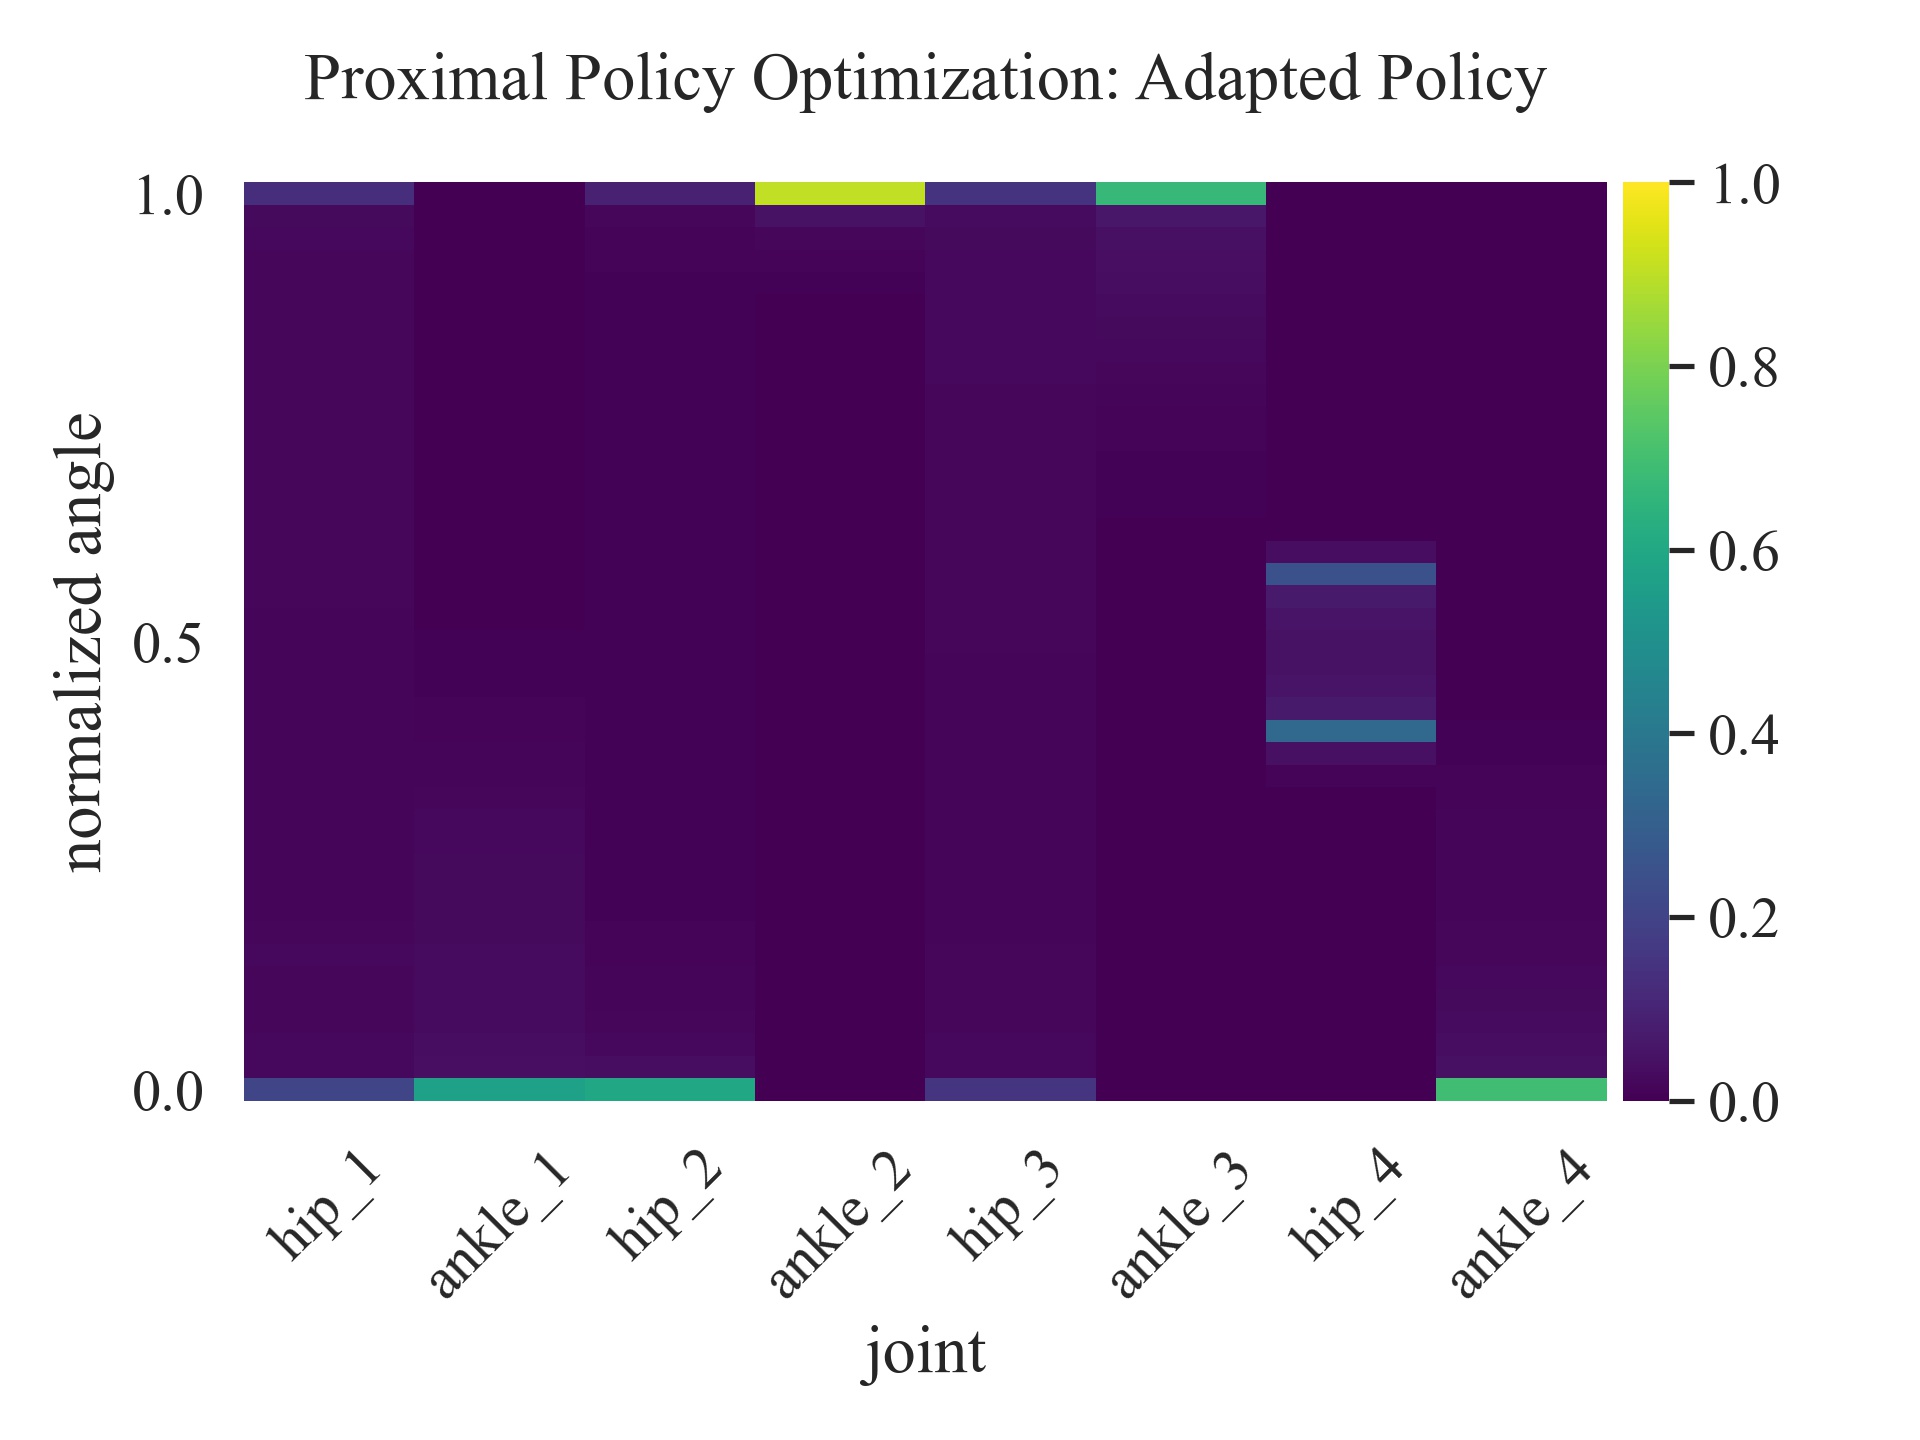 Proximal Policy Optimization: Adapted Policy
normalized angle
1.0
0.5
0.0
1.0
0.8
0.6
0.4
0.2
0.0
hip_1
ankle_1
hip_2
ankle_2
hip_3
ankle_3
hip_4
ankle_4
joint